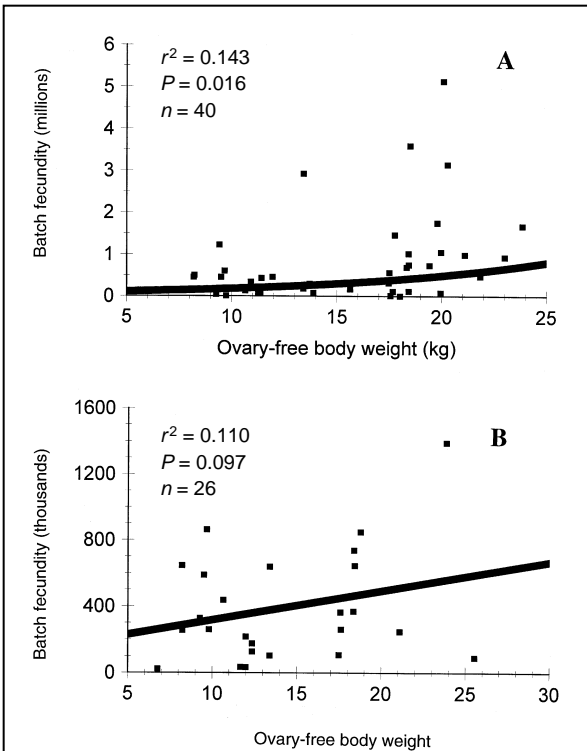 6
r² = 0.143
A
5
P = 0.016
n = 40
4
3
2
1
0
Batch fecundity (millions)
5 10 15 20 25
Ovary-free body weight (kg)
1600
r² = 0.110
B
P = 0.097
1200
n = 26
800
400
0
Batch fecundity (thousands)
5 10 15 20 25 30
Ovary-free body weight